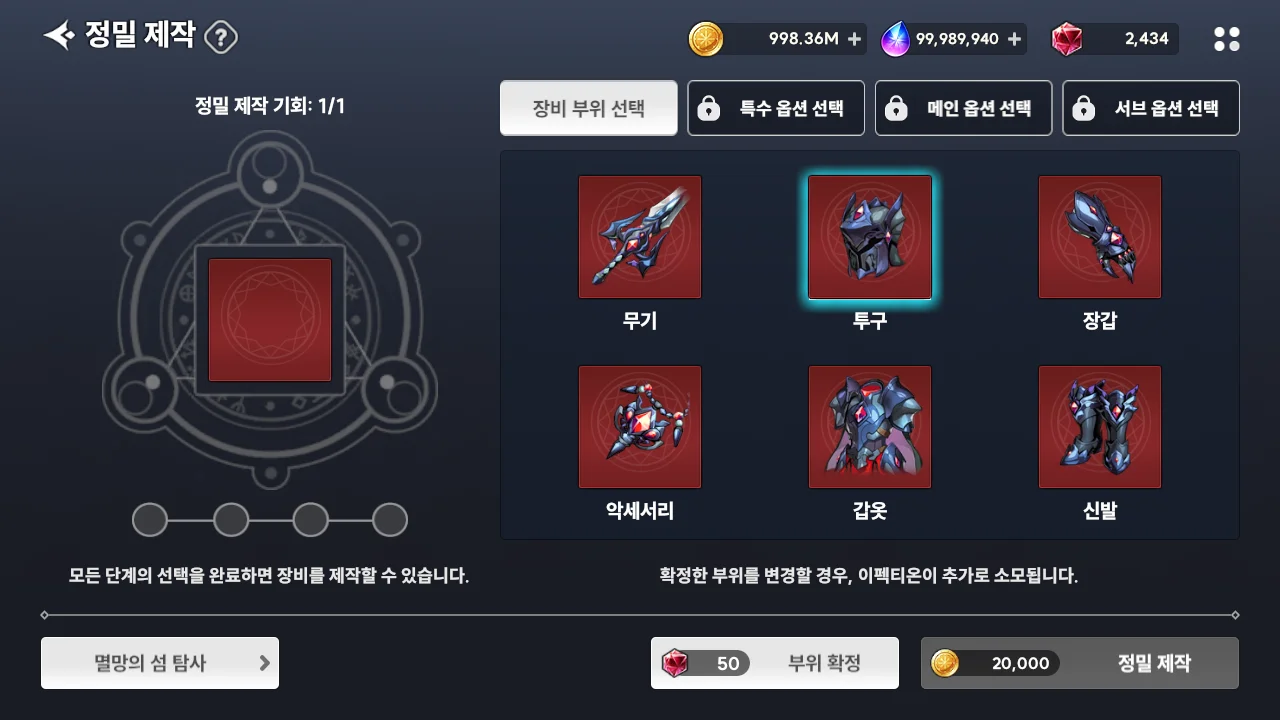 정밀 제작 ?
998.36M +
99,989,940 +
2,434
정밀 제작 기회: 1/1
장비 부위 선택
특수 옵션 선택
메인 옵션 선택
서브 옵션 선택
무기
투구
장갑
악세서리
갑옷
신발
모든 단계의 선택을 완료하면 장비를 제작할 수 있습니다.
확정한 부위를 변경할 경우, 이펙티온이 추가로 소모됩니다.
멸망의 섬 탐사
50 부위 확정
20,000 정밀 제작